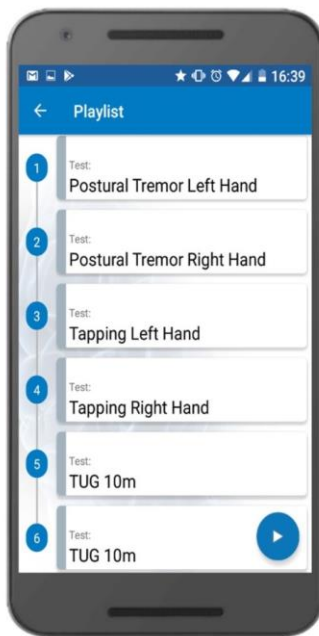 16:39
Playlist
1
Test:
Postural Tremor Left Hand
2
Test:
Postural Tremor Right Hand
3
Test:
Tapping Left Hand
4
Test:
Tapping Right Hand
5
Test:
TUG 10m
6
Test:
TUG 10m